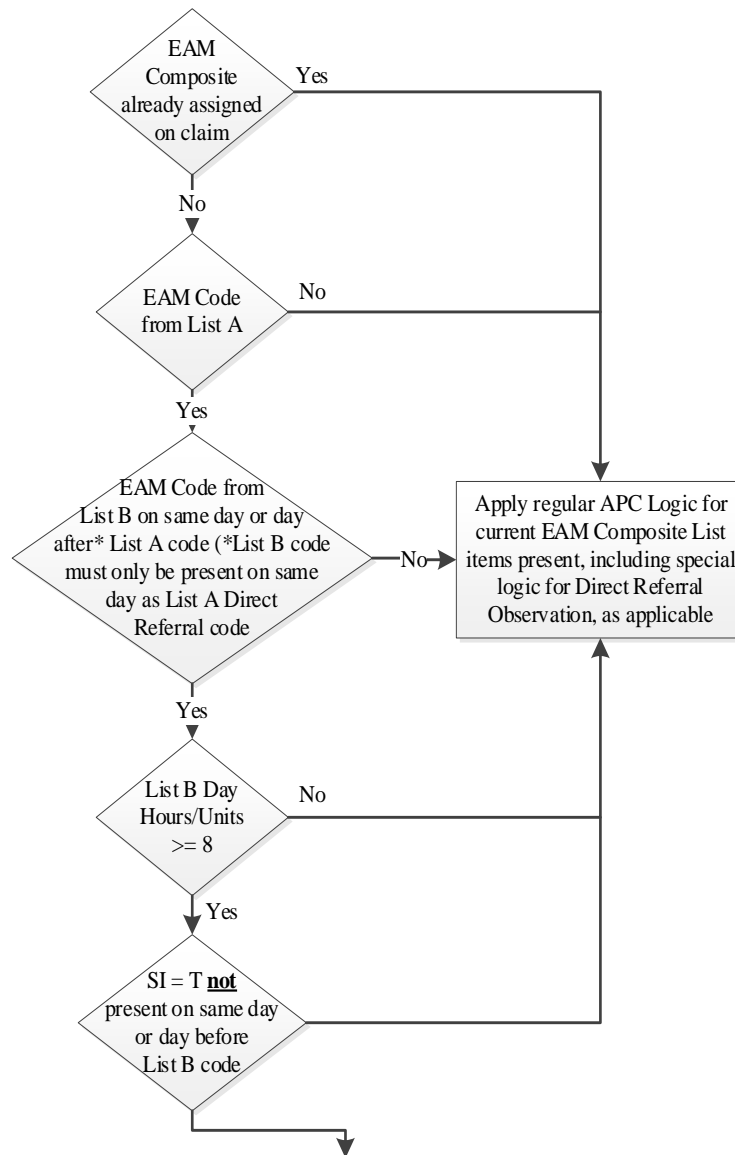 EAM
Composite
already assigned
on claim
Yes
No
EAM Code
from List A
No
Yes
EAM Code from
List B on same day or day
after* List A code (*List B code
must only be present on same
day as List A Direct
Referral code
No
Apply regular APC Logic for
current EAM Composite List
items present, including special
logic for Direct Referral
Observation, as applicable
Yes
List B Day
Hours/Units
>= 8
No
Yes
SI = T not
present on same day
or day before
List B code